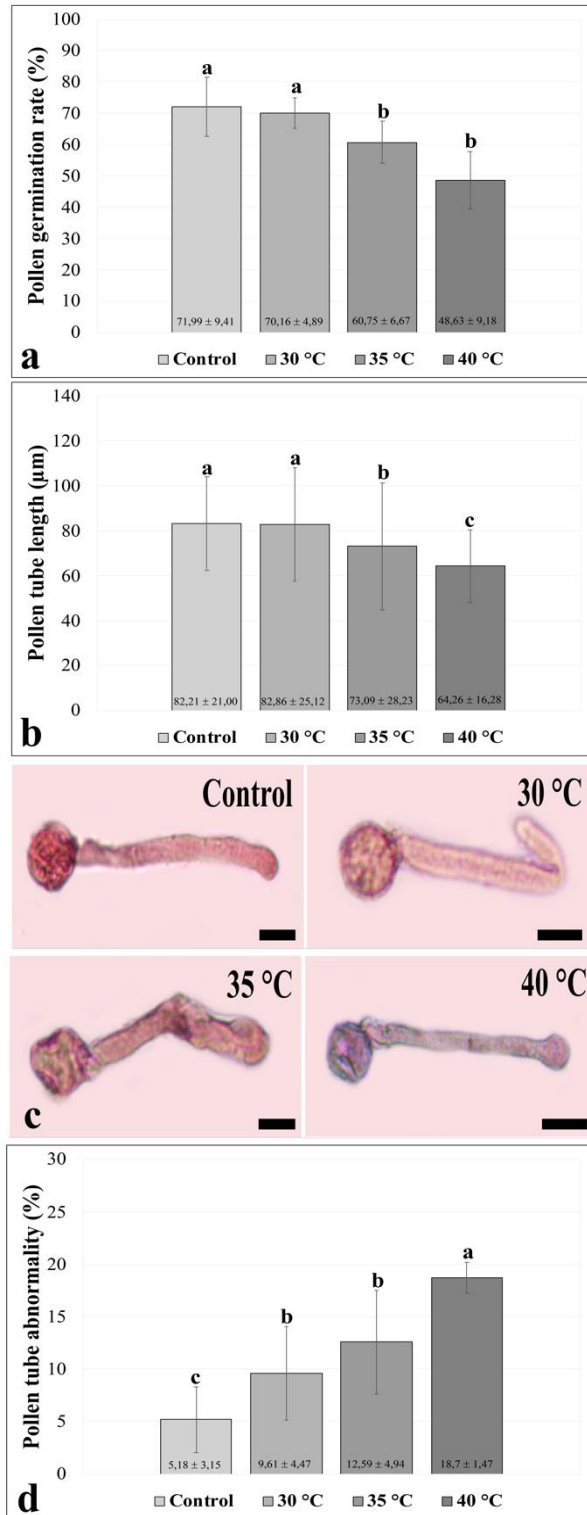 Pollen germination rate (%)
100
90
80
70
60
50
40
30
20
10
0
a
a
b
b
71,99 ± 9,41
70,16 ± 4,89
60,75 ± 6,67
48,63 ± 9,18
a
Control 30 °C 35 °C 40 °C
Pollen tube length (µm)
140
120
100
80
60
40
20
0
a
a
b
c
82,21 ± 21,00
82,86 ± 25,12
73,09 ± 28,23
64,26 ± 16,28
b
Control 30 °C 35 °C 40 °C
Control
30 °C
35 °C
40 °C
c
Pollen tube abnormality (%)
30
25
20
15
10
5
0
c
b
b
a
5,18 ± 3,15
9,61 ± 4,47
12,59 ± 4,94
18,7 ± 1,47
d
Control 30 °C 35 °C 40 °C